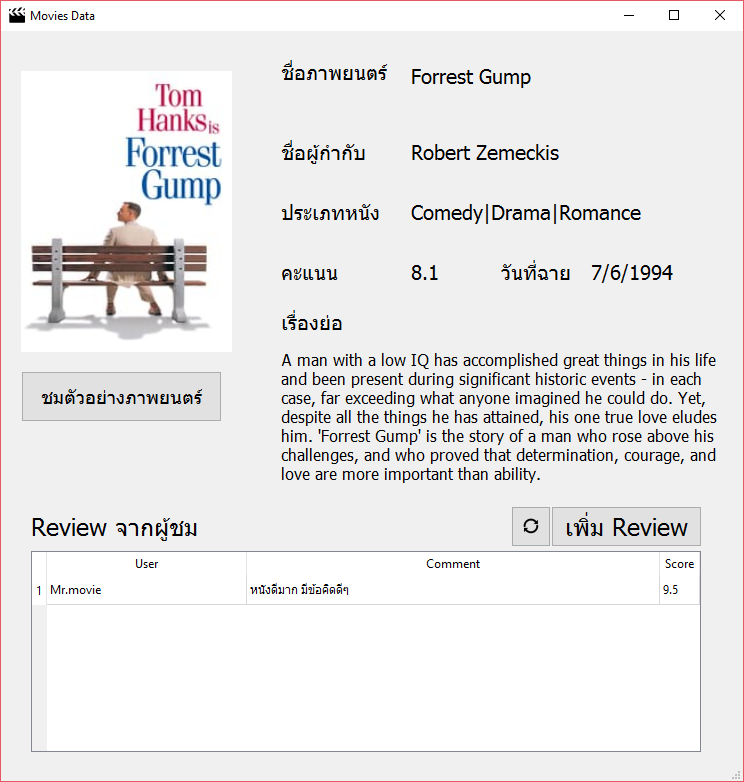 Movies Data
Tom
Hanks is
Forrest
Gump
ชื่อภาพยนตร์ Forrest Gump
ชื่อผู้กำกับ Robert Zemeckis
ประเภทหนัง Comedy|Drama|Romance
คะแนน 8.1 วันที่ฉาย 7/6/1994
เรื่องย่อ
A man with a low IQ has accomplished great things in his life
and been present during significant historic events - in each
case, far exceeding what anyone imagined he could do. Yet,
despite all the things he has attained, his one true love eludes
him. 'Forrest Gump' is the story of a man who rose above his
challenges, and who proved that determination, courage, and
love are more important than ability.
ชมตัวอย่างภาพยนตร์
Review จากผู้ชม เพิ่ม Review
User Comment Score
1 Mr.movie หนังดีมาก มีข้อคิดดีๆ 9.5